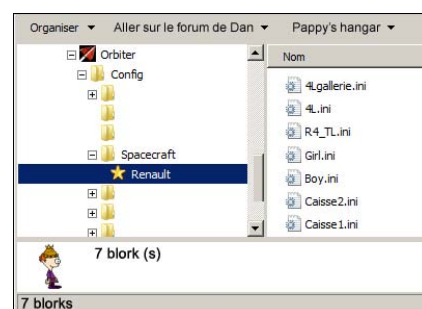 Organiser Aller sur le forum de Dan Pappy's hangar
Orbiter
Config
Spacecraft
Renault
Nom
4Lgallerie.ini
4L.ini
R4_TL.ini
Girl.ini
Boy.ini
Caisse2.ini
Caisse1.ini
7 blork (s)
7 blorks